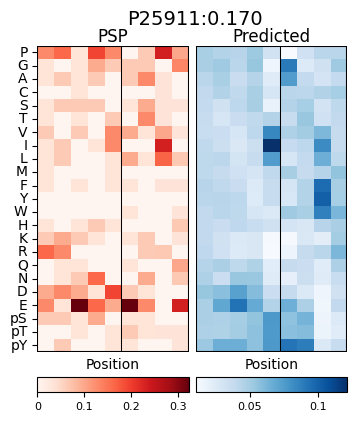 P25911:0.170
PSP Predicted
P
G
A
C
S
T
V
I
L
M
F
Y
W
H
K
R
Q
N
D
E
pS
pT
pY
Position Position
0 0.1 0.2 0.3 0.05 0.1